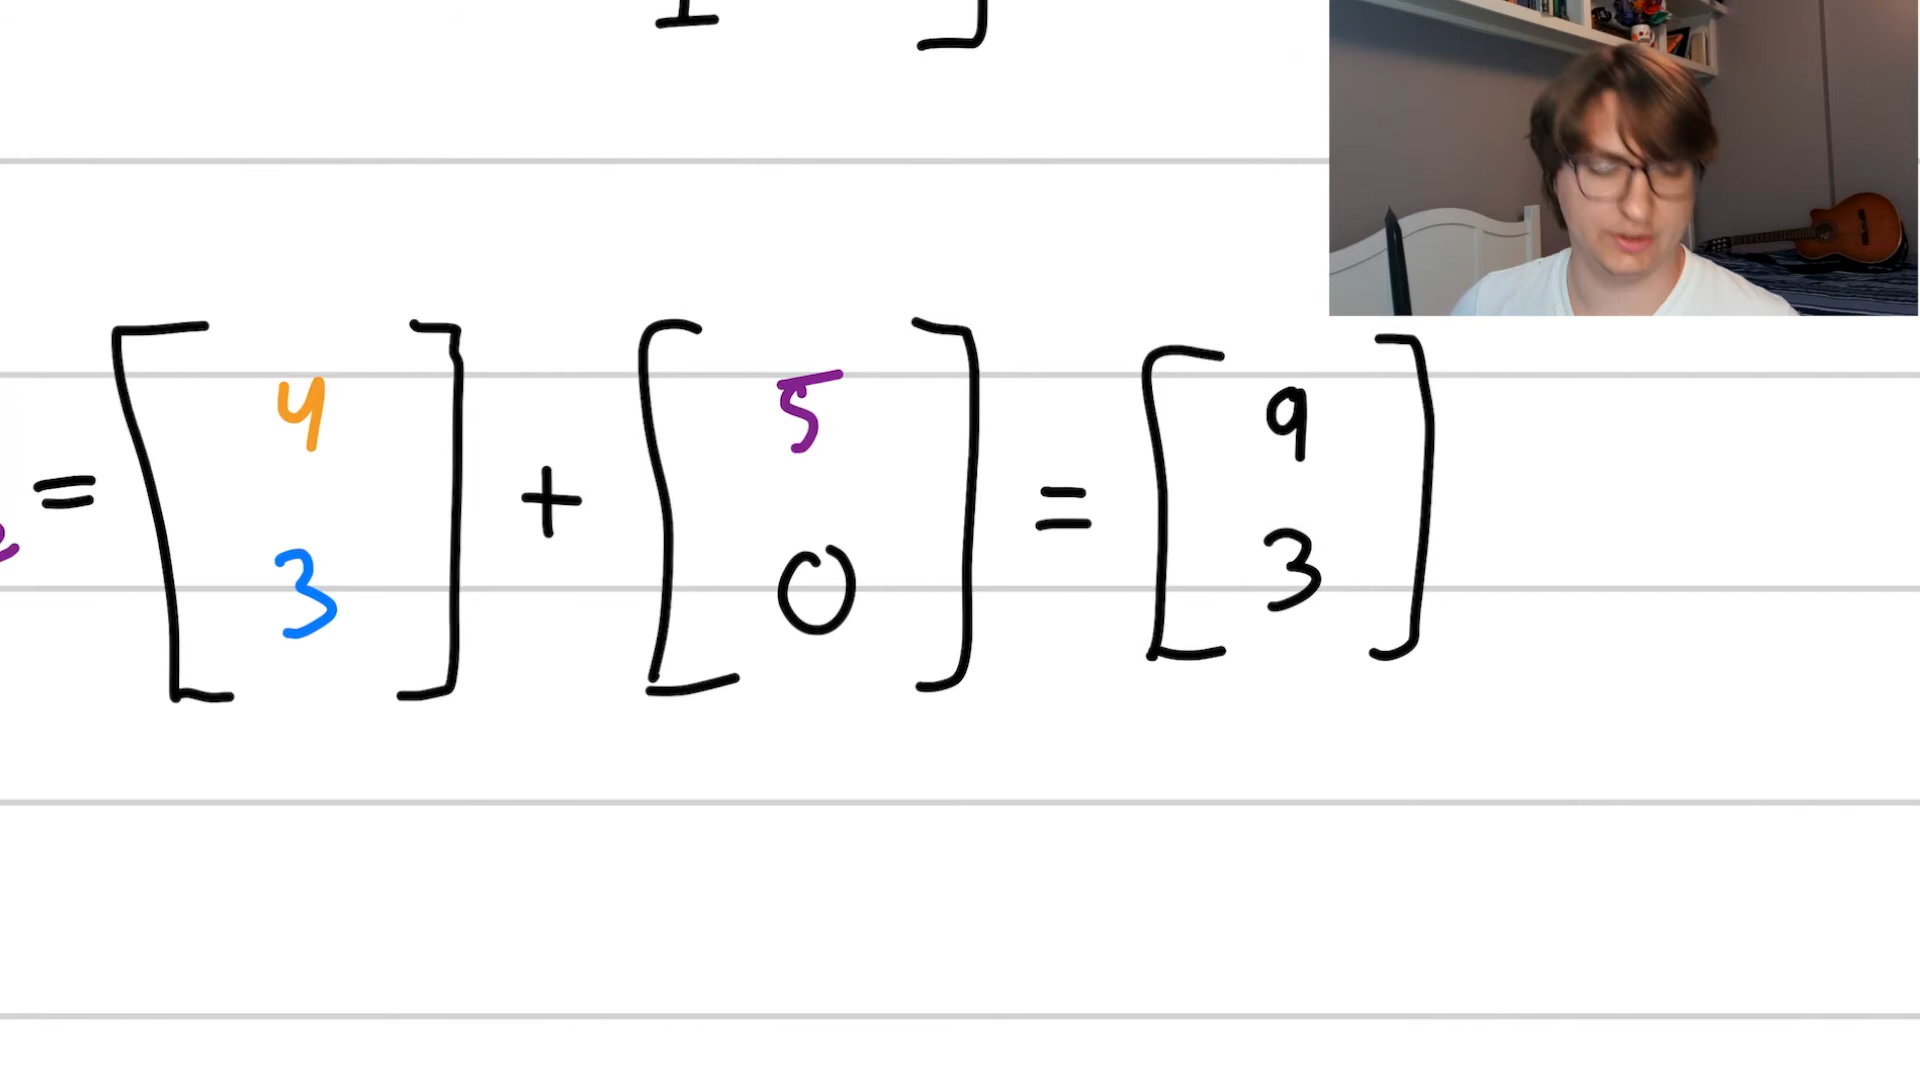 = [ 4 ] + [ 5 ] = [ 9 ]
[ 3 ] [ 0 ] [ 3 ]